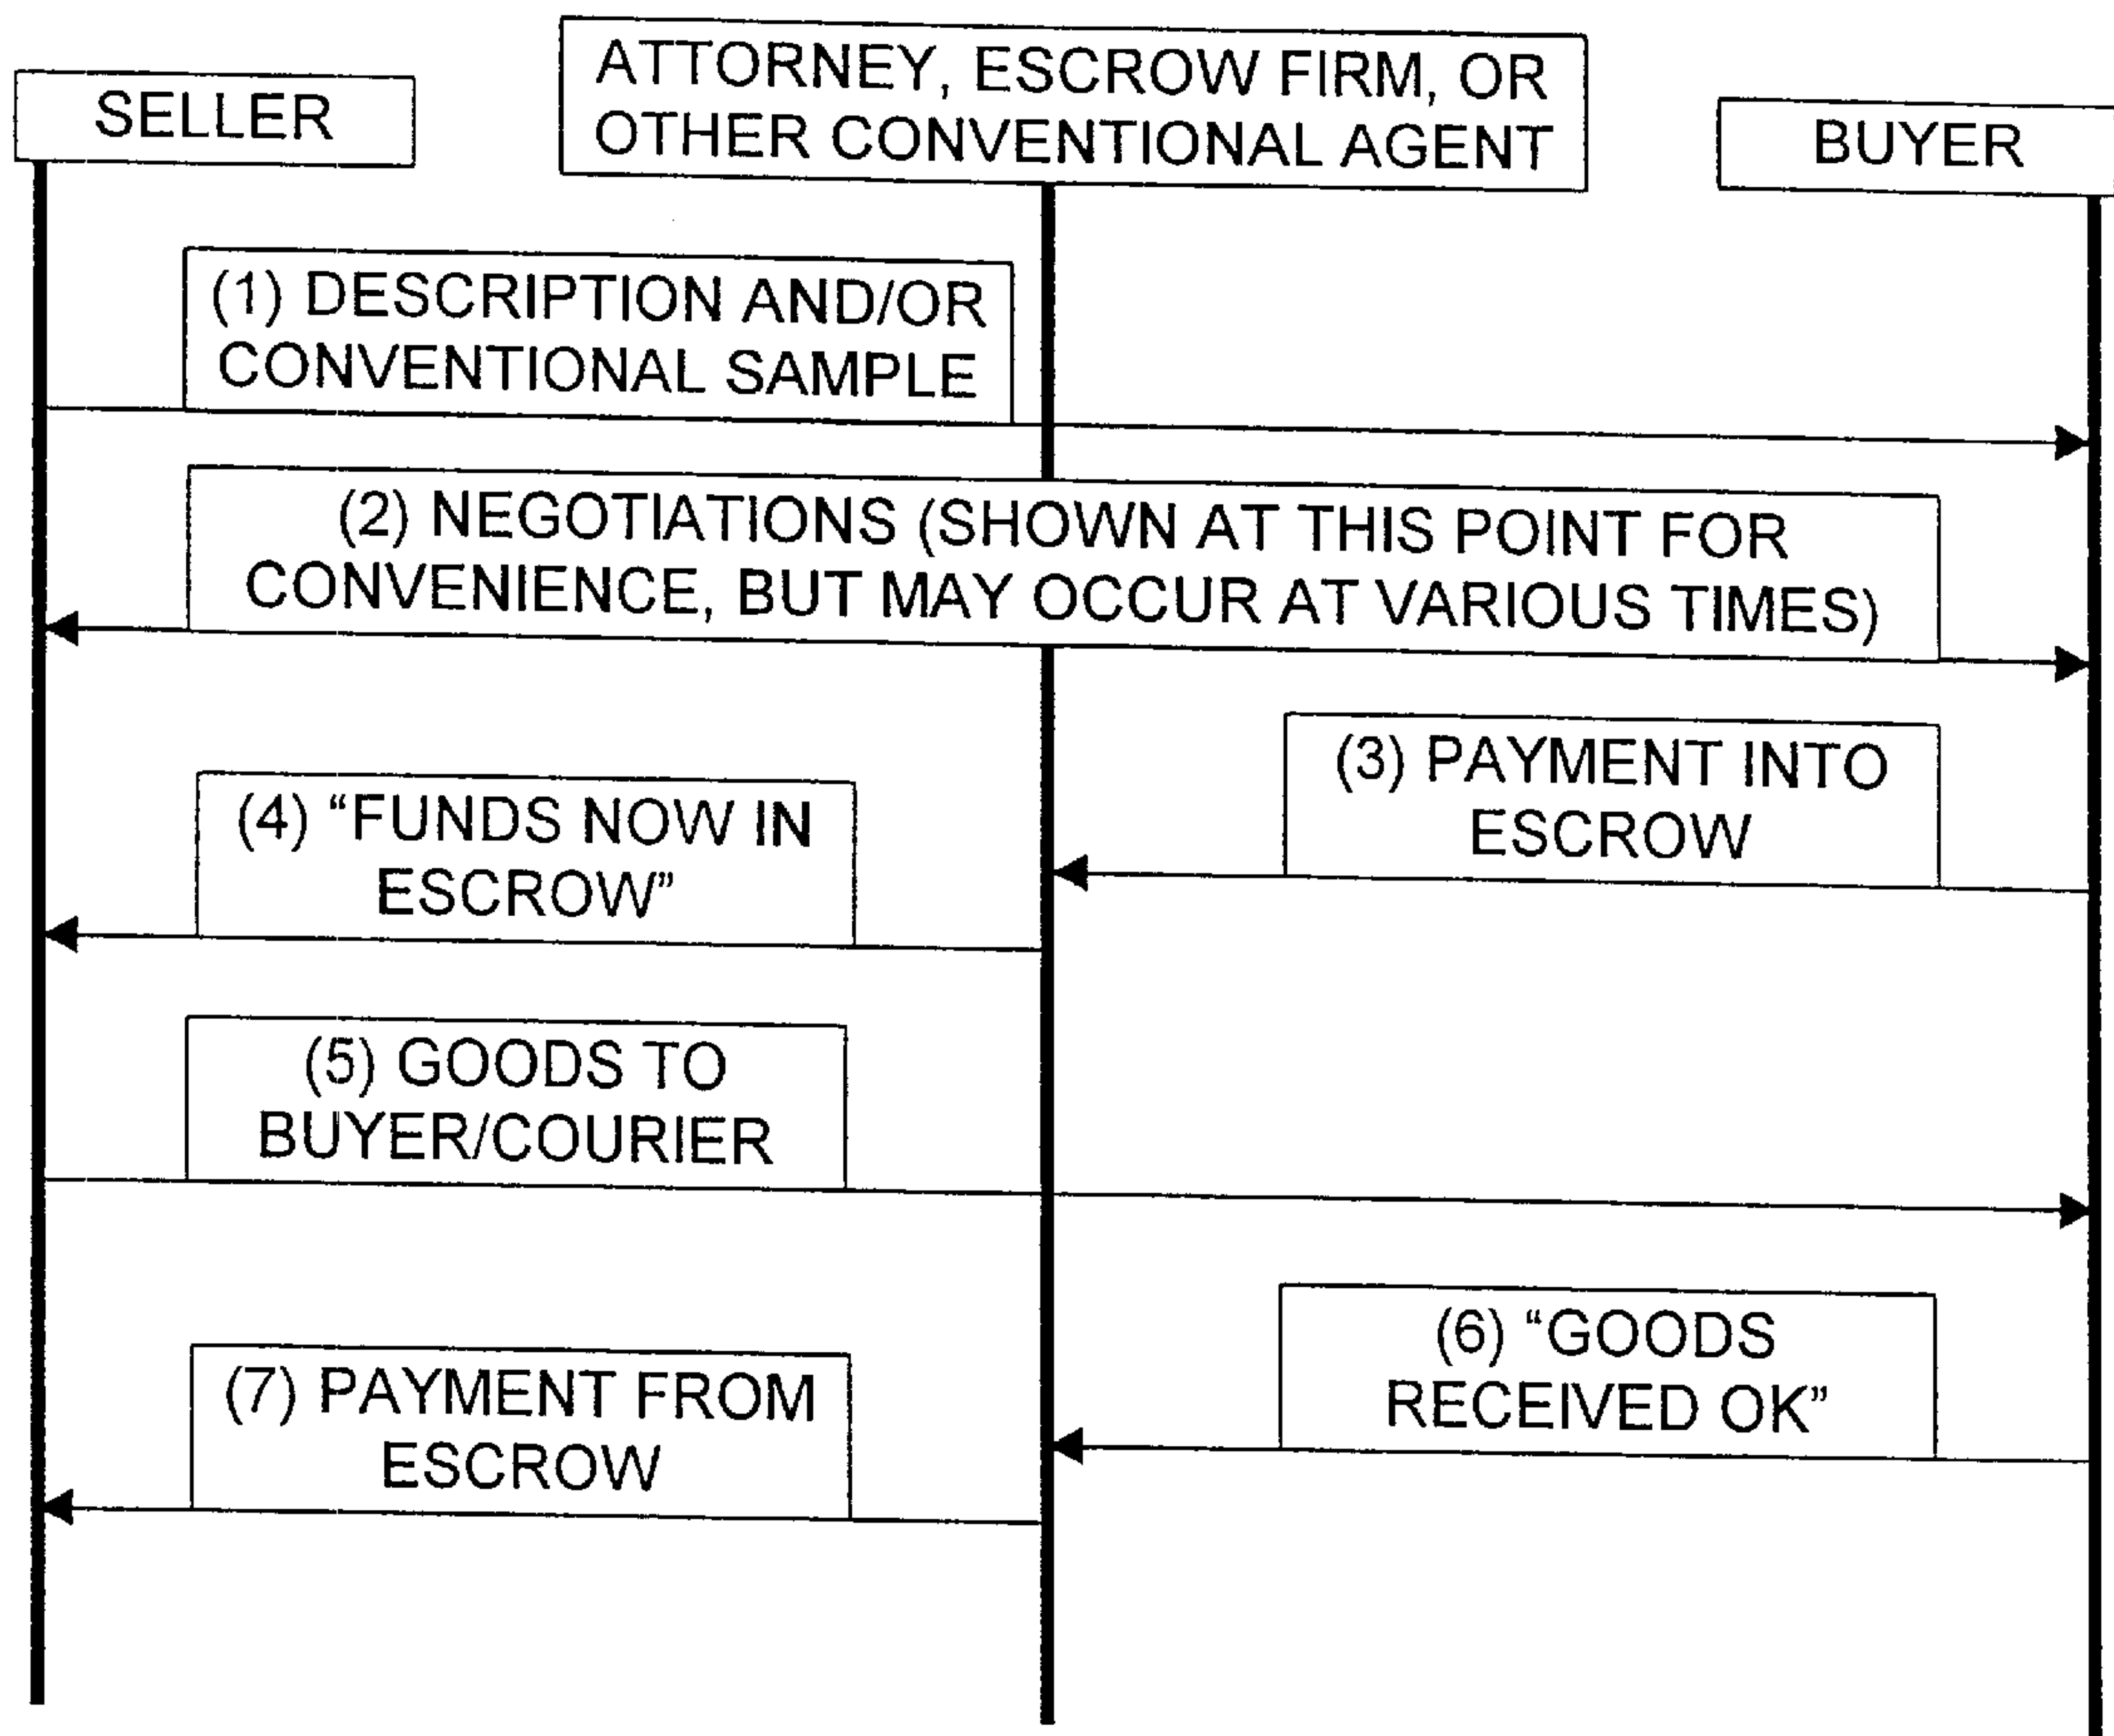 SELLER
ATTORNEY, ESCROW FIRM, OR
OTHER CONVENTIONAL AGENT
BUYER
(1) DESCRIPTION AND/OR
CONVENTIONAL SAMPLE
(2) NEGOTIATIONS (SHOWN AT THIS POINT FOR
CONVENIENCE, BUT MAY OCCUR AT VARIOUS TIMES)
(3) PAYMENT INTO
ESCROW
(4) “FUNDS NOW IN
ESCROW”
(5) GOODS TO
BUYER/COURIER
(6) “GOODS
RECEIVED OK”
(7) PAYMENT FROM
ESCROW